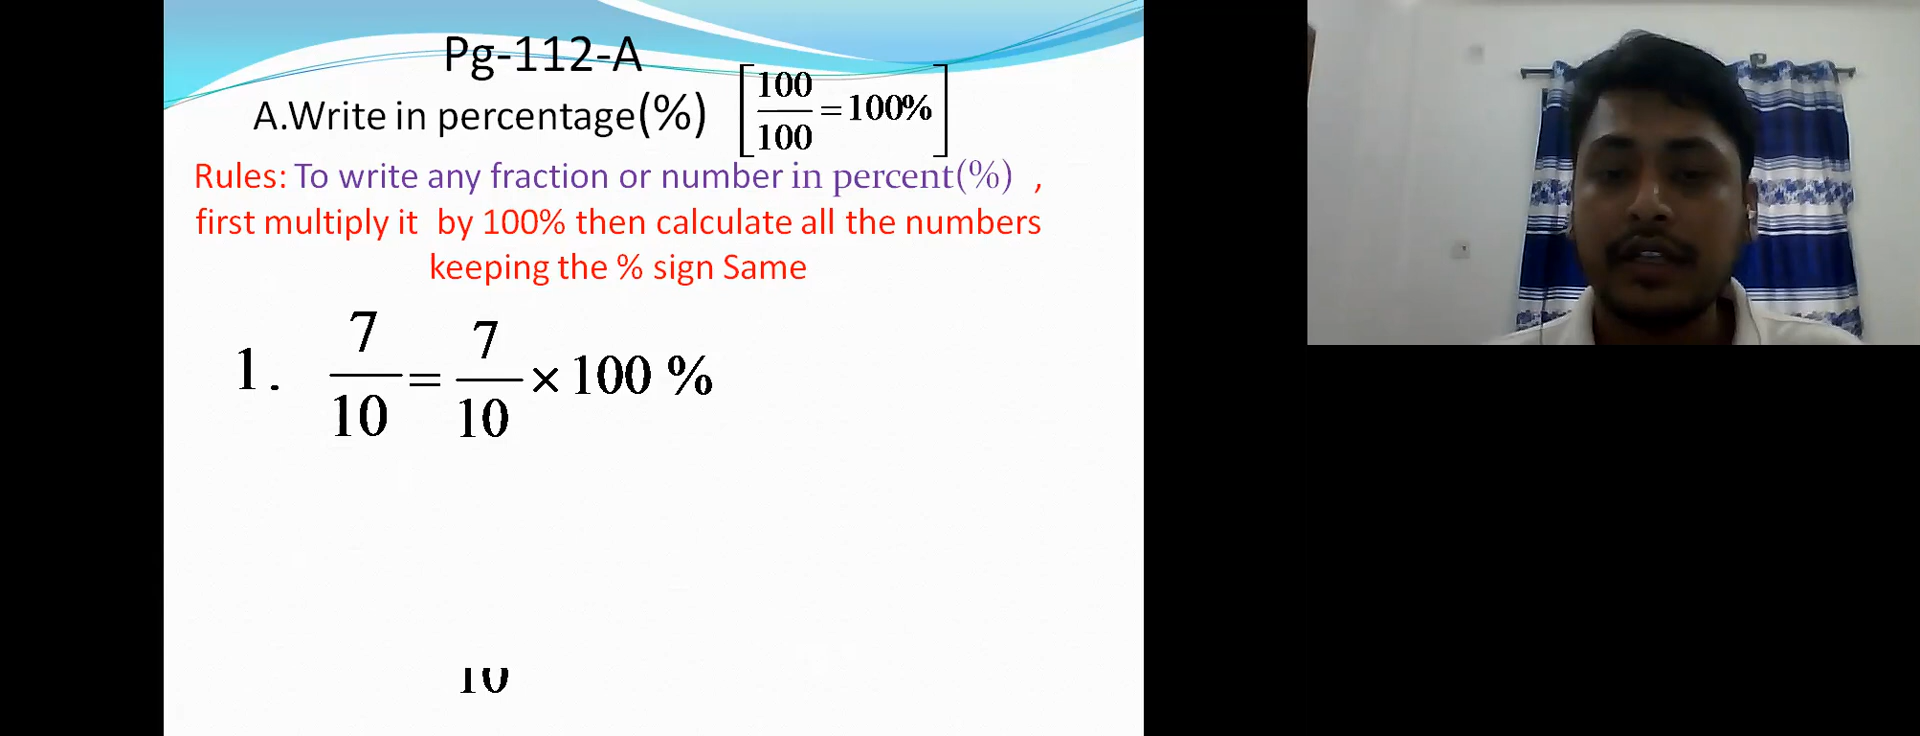 Pg-112-A
A.Write in percentage(%) [100/100 = 100%]
Rules: To write any fraction or number in percent(%) ,
first multiply it by 100% then calculate all the numbers
keeping the % sign Same
1. 7/10 = 7/10 × 100 %
10